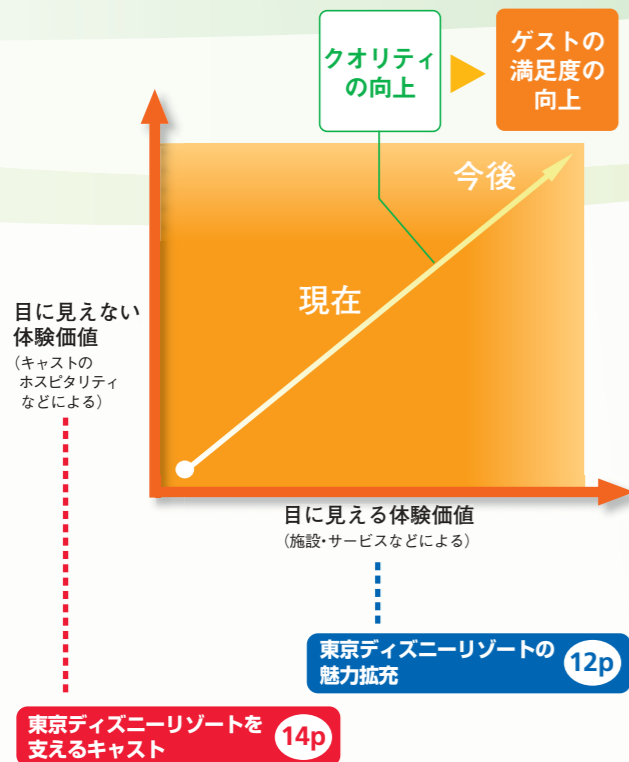 クオリティ
の向上
ゲストの
満足度の
向上
今後
現在
目に見えない
体験価値
(キャストの
ホスピタリティ
などによる)
目に見える体験価値
(施設・サービスなどによる)
東京ディズニーリゾートの
魅力拡充
12p
東京ディズニーリゾートを
支えるキャスト
14p